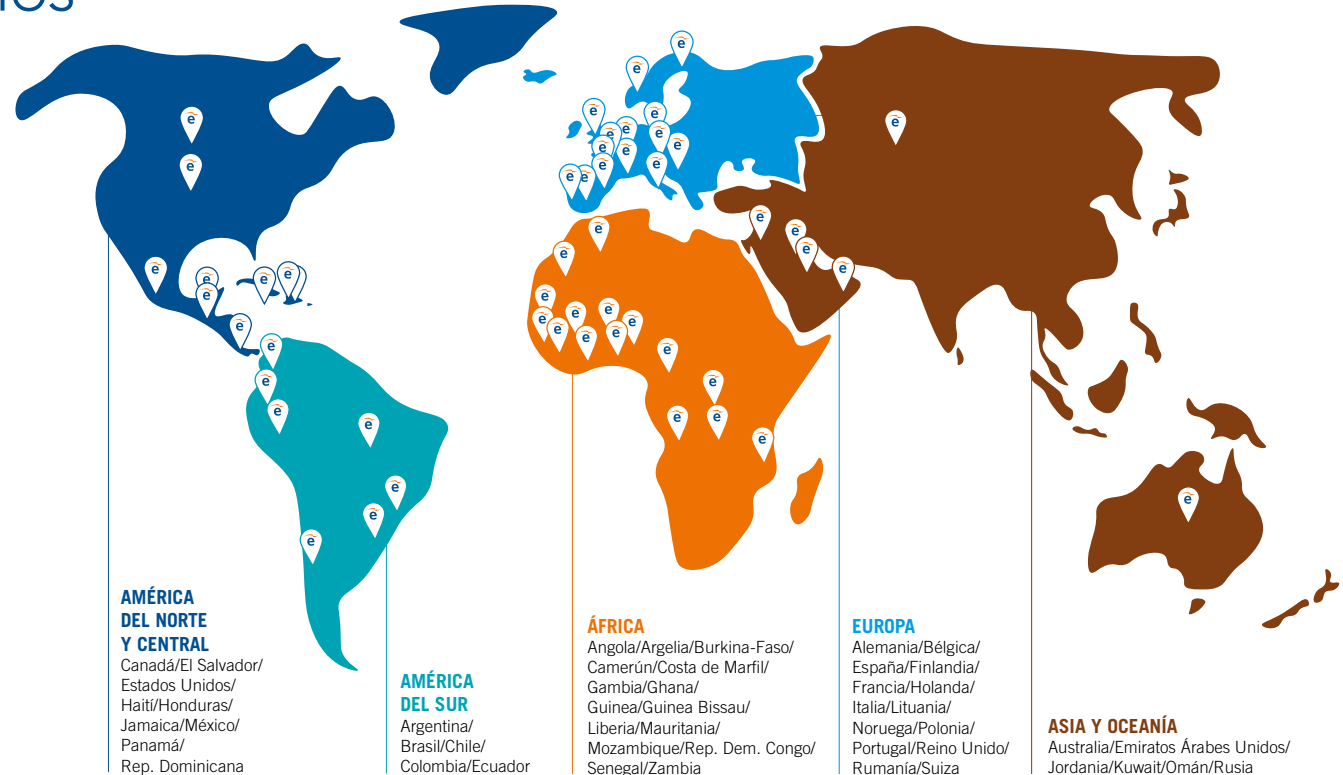 AMÉRICA
DEL NORTE
Y CENTRAL
Canadá/El Salvador/
Estados Unidos/
Haití/Honduras/
Jamaica/México/
Panamá/
Rep. Dominicana
AMÉRICA
DEL SUR
Argentina/
Brasil/Chile/
Colombia/Ecuador
ÁFRICA
Angola/Argelia/Burkina-Faso/
Camerún/Costa de Marfil/
Gambia/Ghana/
Guinea/Guinea Bissau/
Liberia/Mauritania/
Mozambique/Rep. Dem. Congo/
Senegal/Zambia
EUROPA
Alemania/Bélgica/
España/Finlandia/
Francia/Holanda/
Italia/Lituania/
Noruega/Polonia/
Portugal/Reino Unido/
Rumanía/Suiza
ASIA Y OCEANÍA
Australia/Emiratos Árabes Unidos/
Jordania/Kuwait/Omán/Rusia